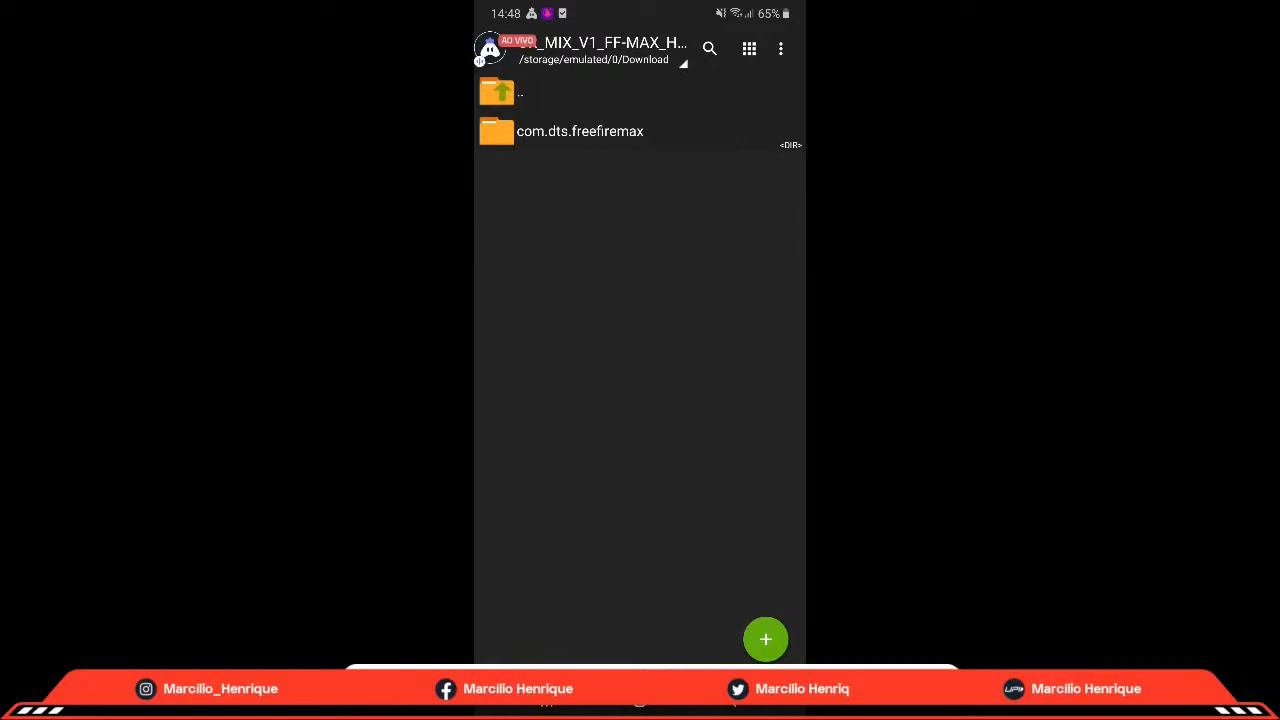 14:48
65%
AO VIVO
_MIX_V1_FF-MAX_H...
/storage/emulated/0/Download
..
com.dts.freefiremax
<DIR>
+
Marcilio_Henrique
Marcilio Henrique
Marcilio Henriq
UP!
Marcilio Henrique